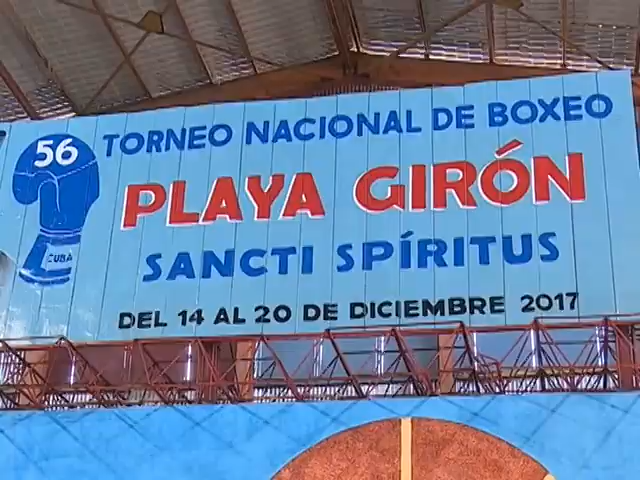 56
TORNEO NACIONAL DE BOXEO
PLAYA GIRÓN
CUBA
SANCTI SPÍRITUS
DEL 14 AL 20 DE DICIEMBRE 2017